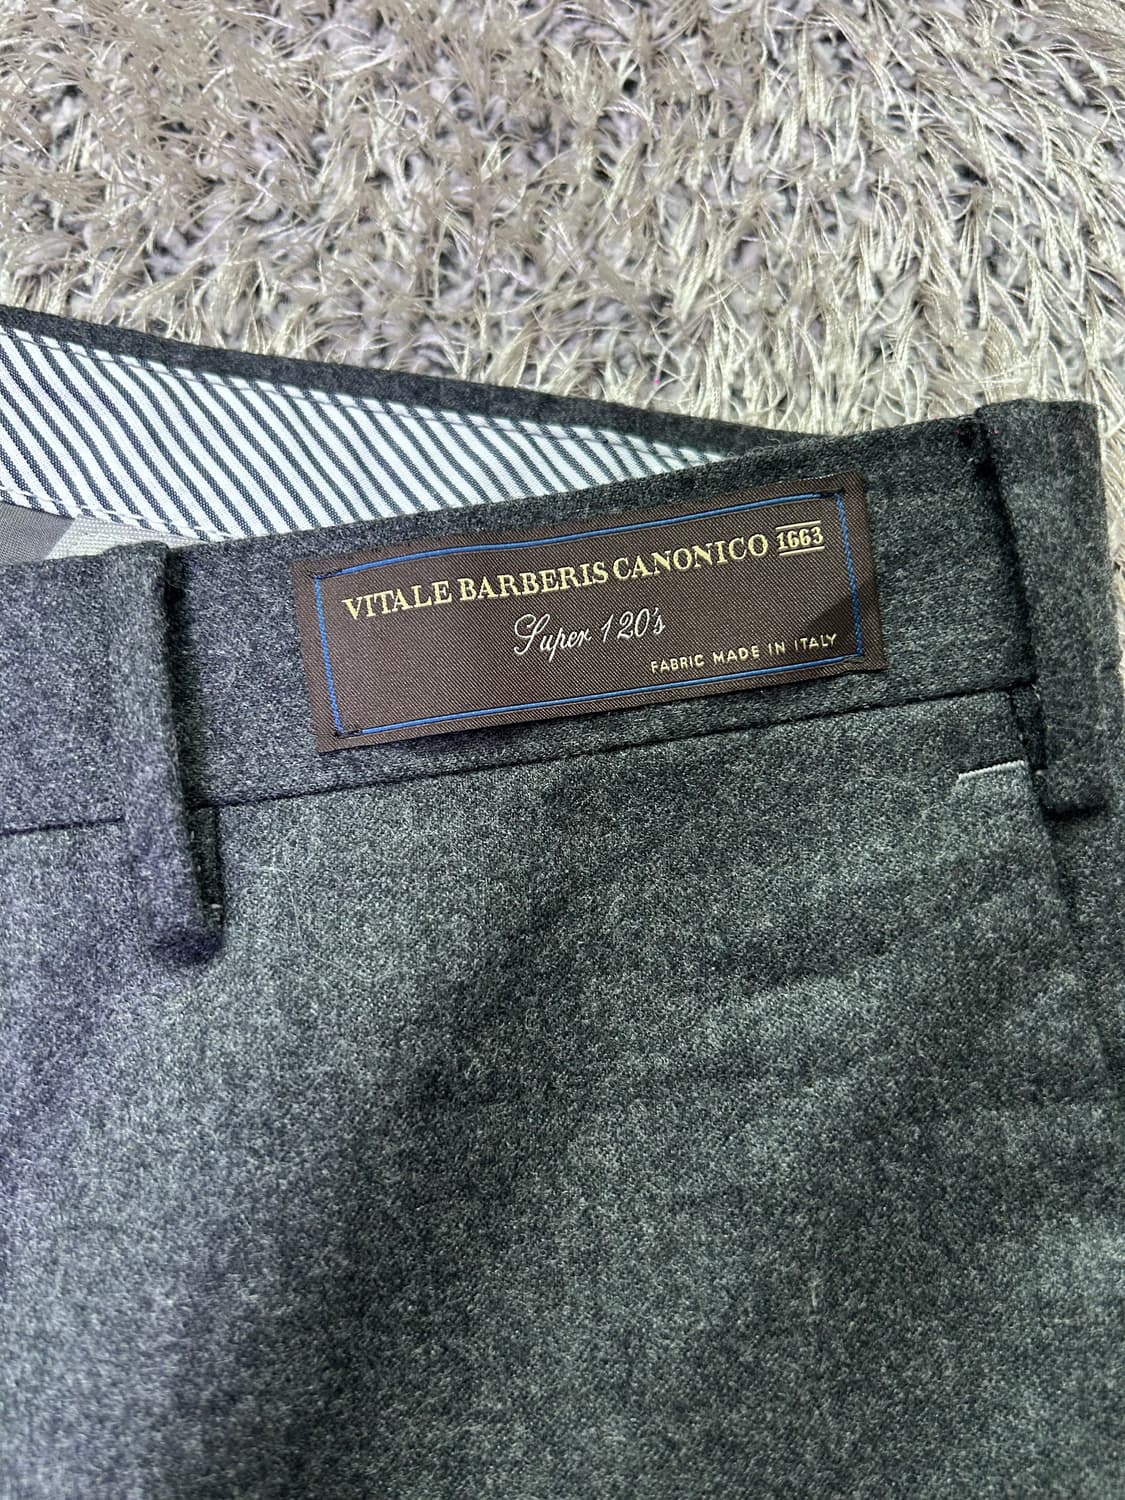 VITALE BARBERIS CANONICO 1663
Super 120's
FABRIC MADE IN ITALY